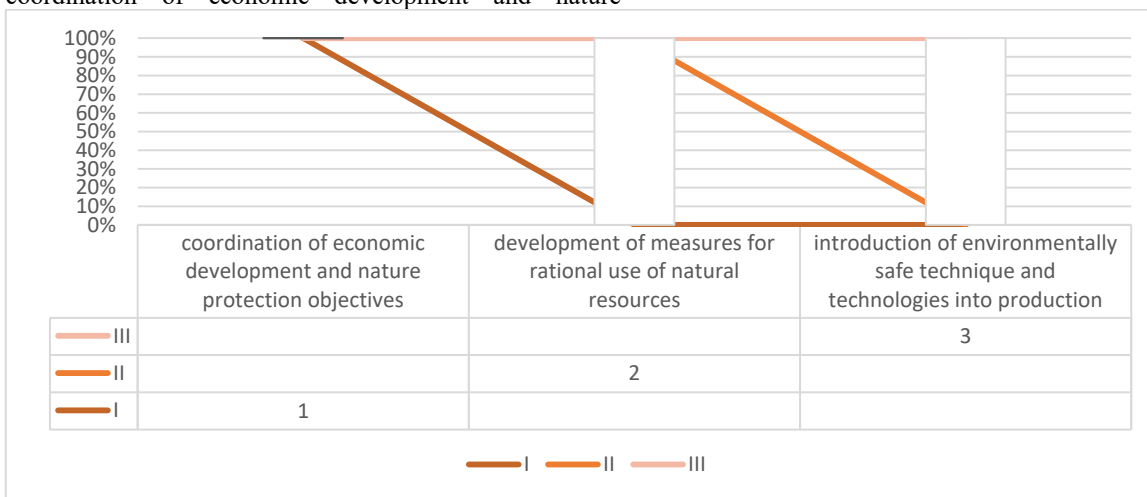 coordination of economic development and nature
100%
90%
80%
70%
60%
50%
40%
30%
20%
10%
0%
coordination of economic
development and nature
protection objectives
development of measures for
rational use of natural
resources
introduction of environmentally
safe technique and
technologies into production
III 3
II 2
I 1
I II III